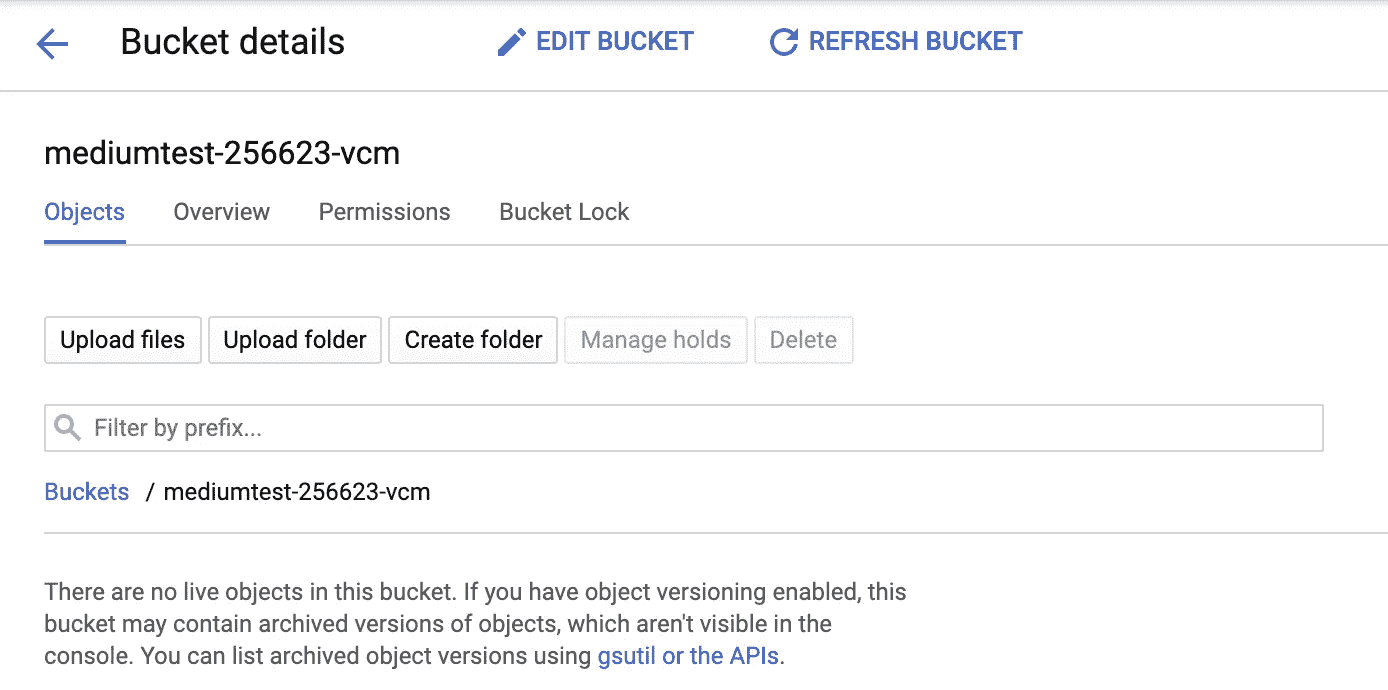 Bucket details
EDIT BUCKET
REFRESH BUCKET
mediumtest-256623-vcm
Objects
Overview
Permissions
Bucket Lock
Upload files
Upload folder
Create folder
Manage holds
Delete
Filter by prefix...
Buckets / mediumtest-256623-vcm
There are no live objects in this bucket. If you have object versioning enabled, this
bucket may contain archived versions of objects, which aren't visible in the
console. You can list archived object versions using gsutil or the APIs.